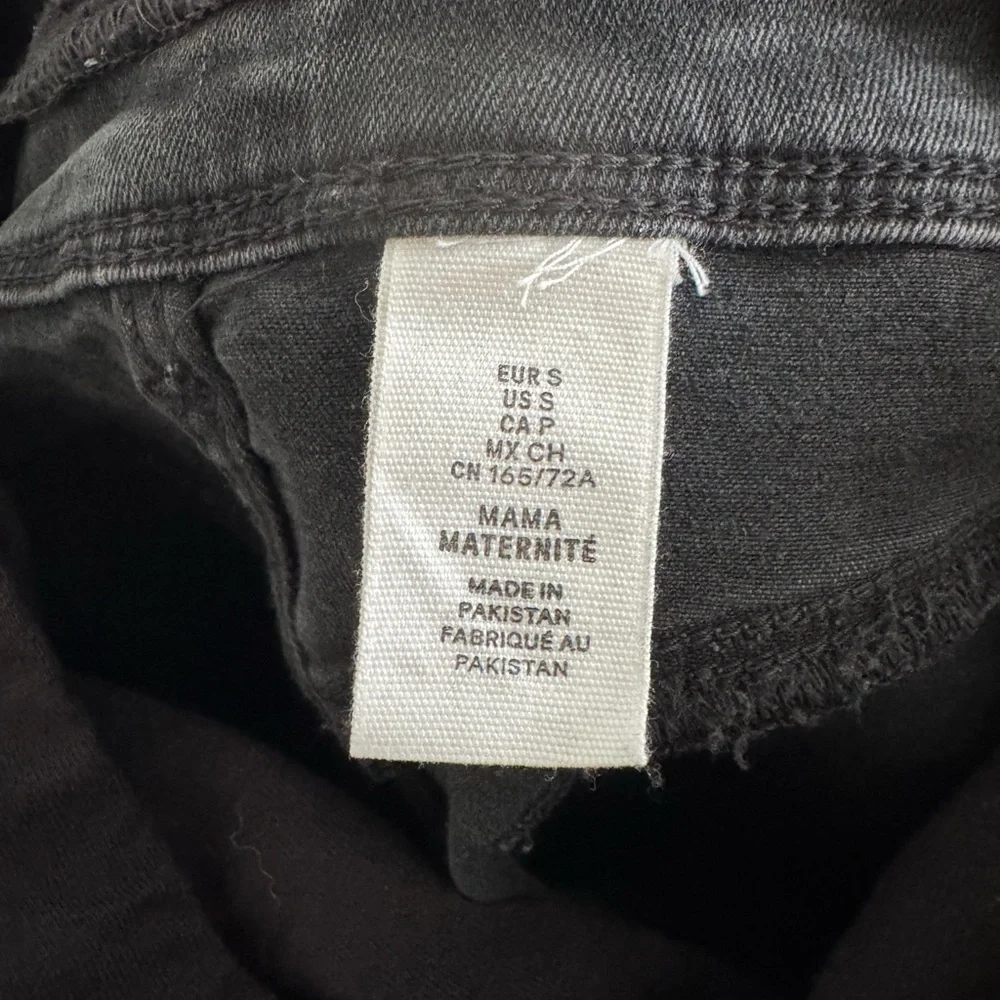 EUR S
US S
CA P
MX CH
CN 165/72A
MAMA
MATERNITÉ
MADE IN
PAKISTAN
FABRIQUÉ AU
PAKISTAN